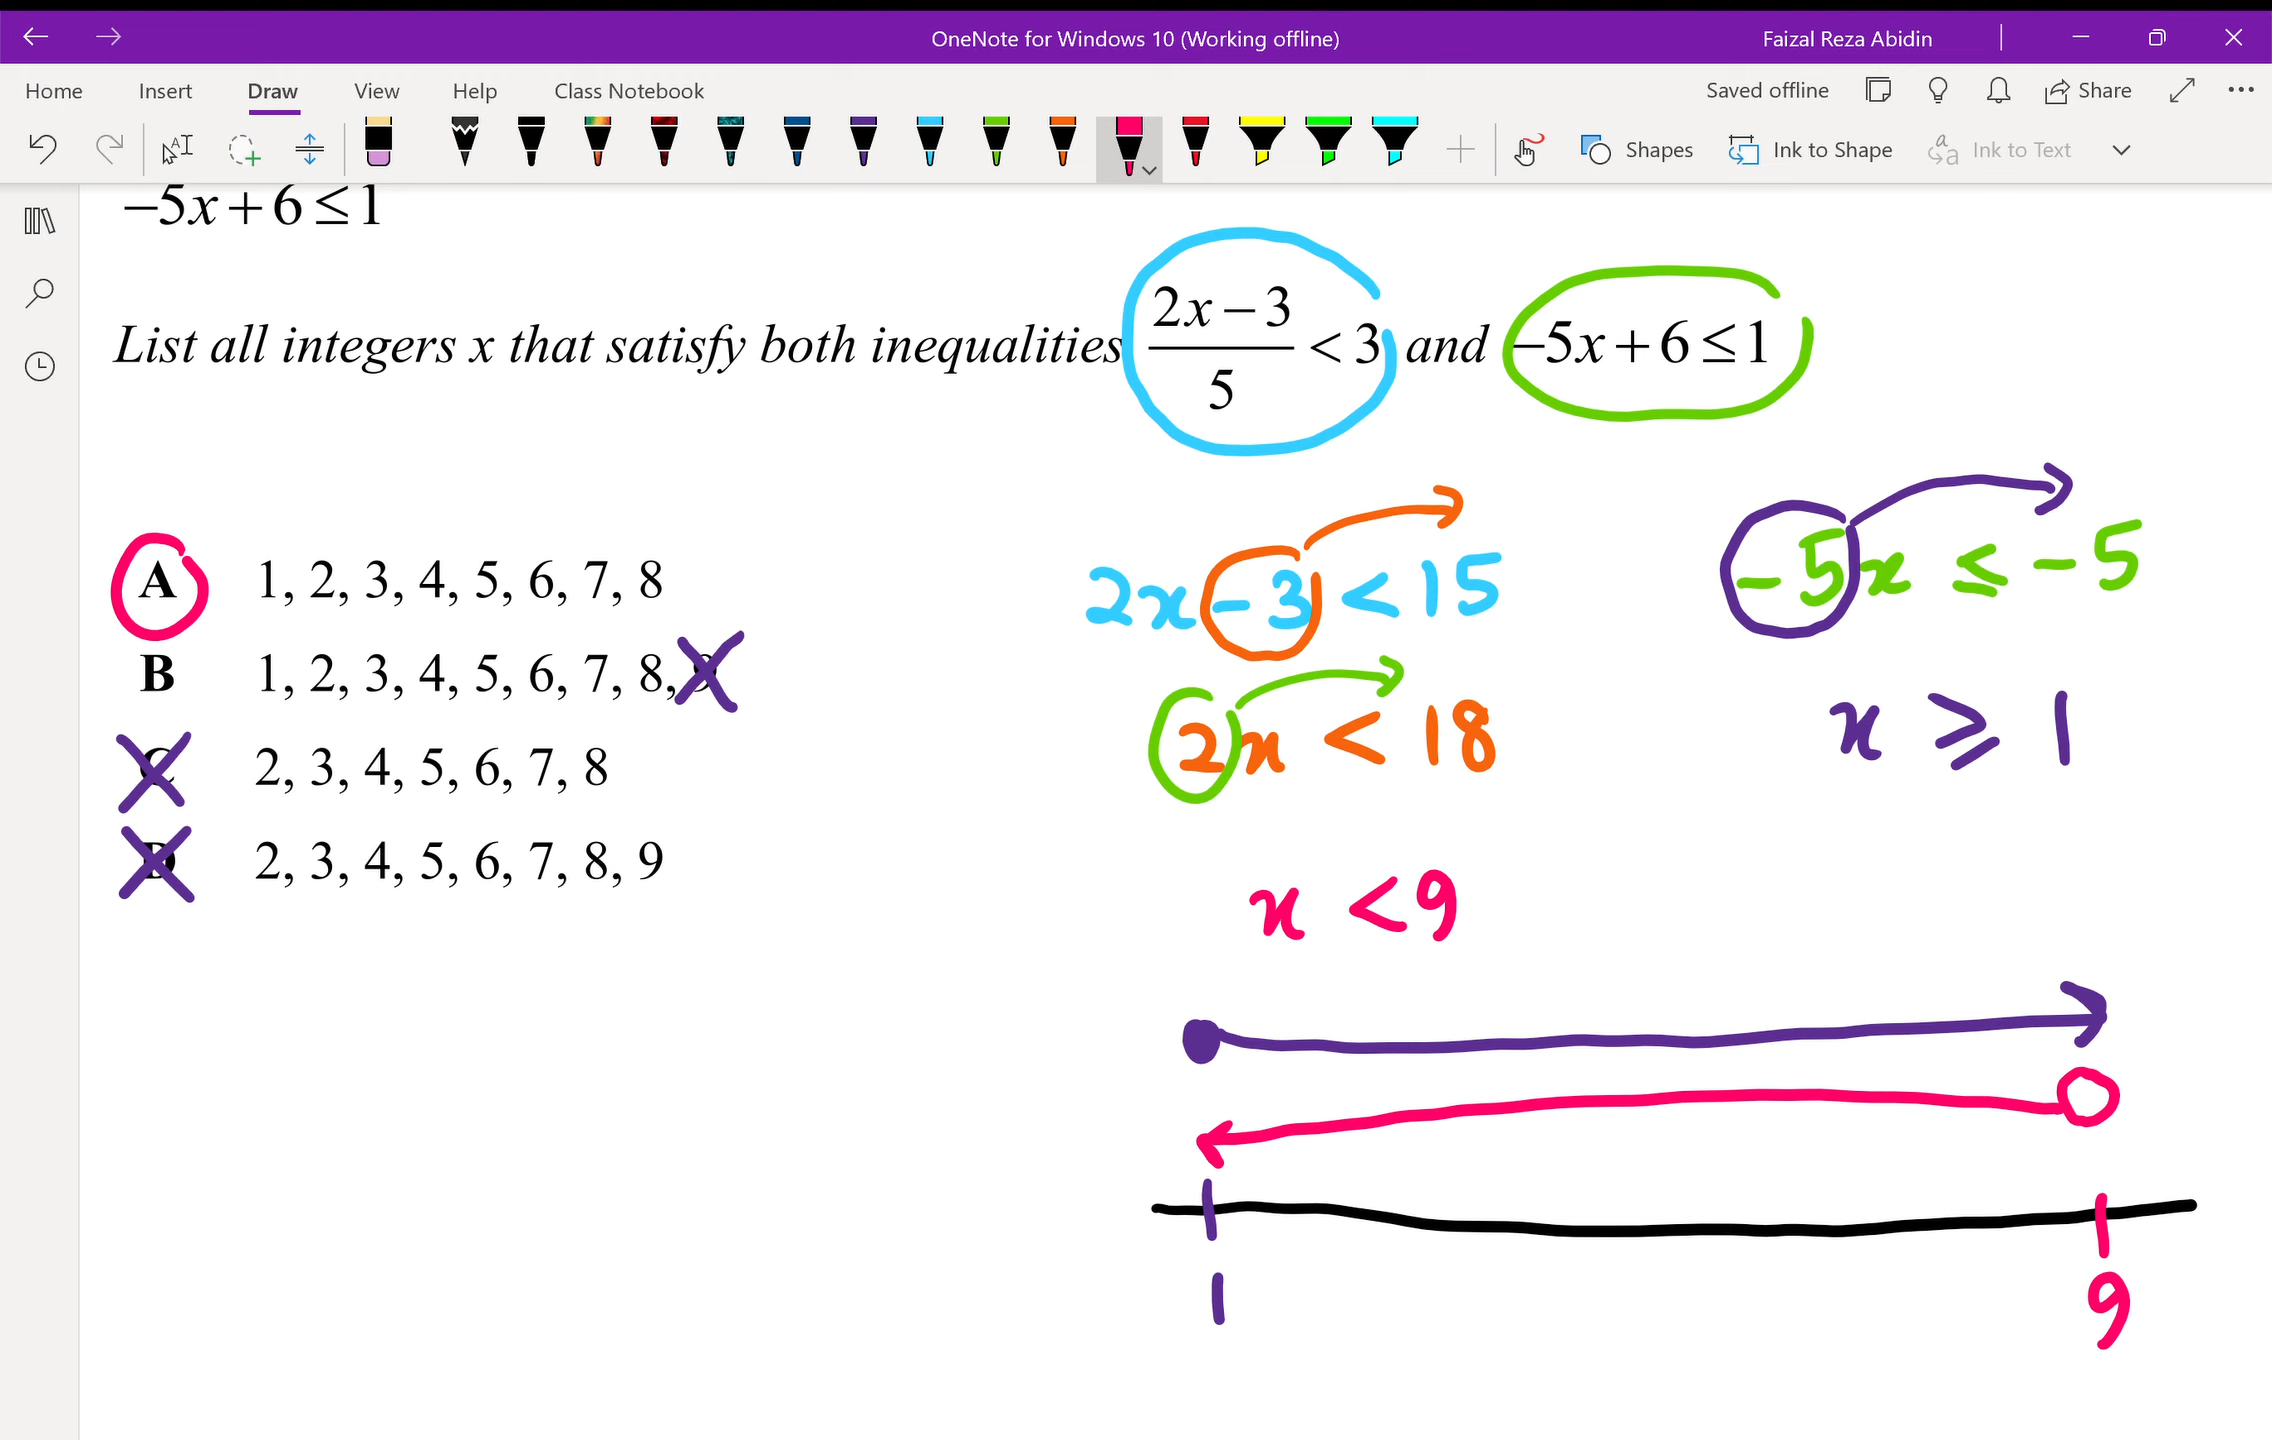 OneNote for Windows 10 (Working offline)
Faizal Reza Abidin
Home Insert Draw View Help Class Notebook
Saved offline Share
Shapes Ink to Shape Ink to Text
−5x+6≤1
List all integers x that satisfy both inequalities (2x−3)/5 < 3 and −5x+6≤1
A 1, 2, 3, 4, 5, 6, 7, 8
B 1, 2, 3, 4, 5, 6, 7, 8, 9
C 2, 3, 4, 5, 6, 7, 8
D 2, 3, 4, 5, 6, 7, 8, 9
2x −3 < 15
2x < 18
x < 9
−5x ≤ −5
x ⩾ 1
1
9